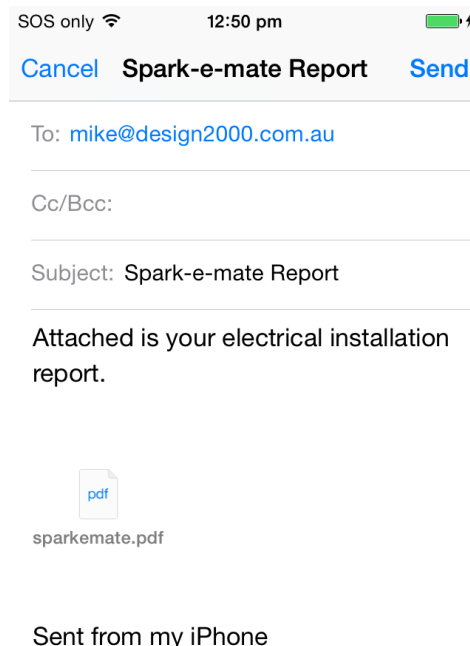 SOS only 12:50 pm
Cancel Spark-e-mate Report Send
To: mike@design2000.com.au
Cc/Bcc:
Subject: Spark-e-mate Report
Attached is your electrical installation
report.
pdf
sparkemate.pdf
Sent from my iPhone